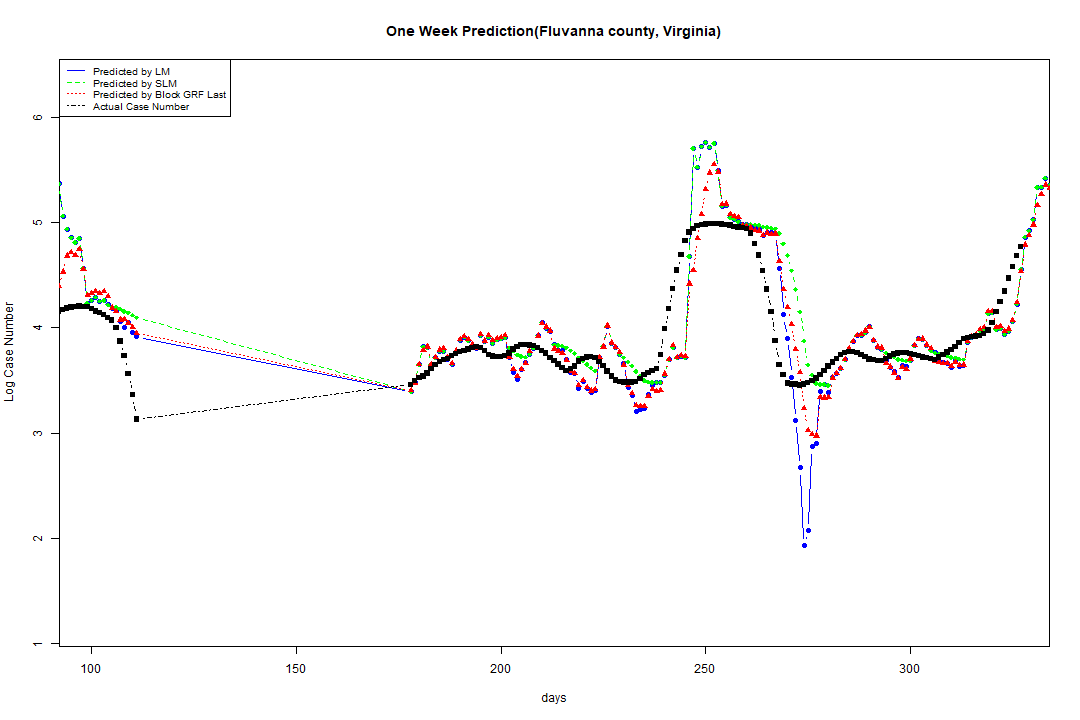 One Week Prediction(Fluvanna county, Virginia)
Predicted by LM
Predicted by SLM
Predicted by Block GRF Last
Actual Case Number
Log Case Number
6
5
4
3
2
1
100 150 200 250 300
days